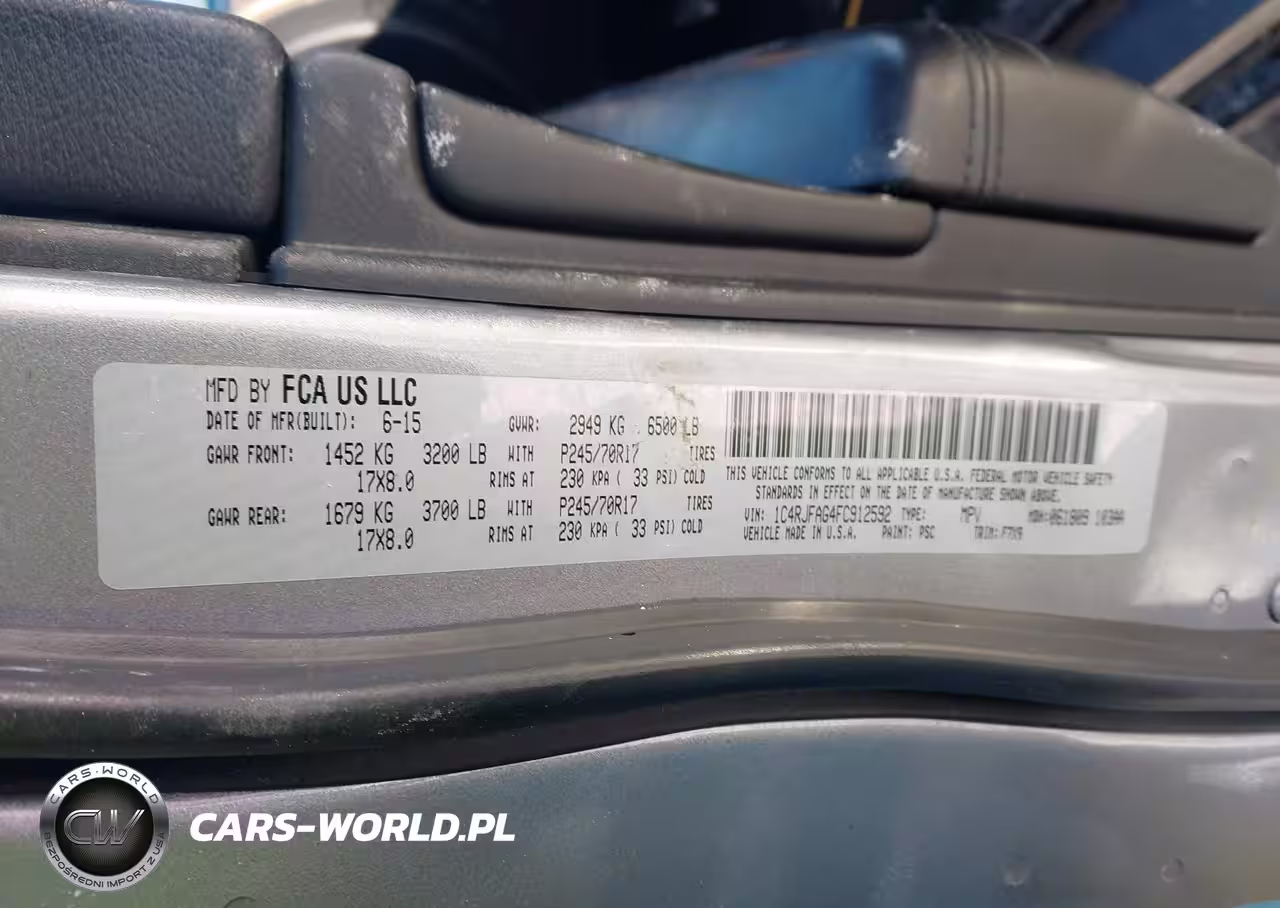 MFD BY FCA US LLC
DATE OF MFR(BUILT): 6-15 GVWR: 2949 KG 6500 LB
GAWR FRONT: 1452 KG 3200 LB WITH P245/70R17 TIRES
17X8.0 RIMS AT 230 KPA ( 33 PSI) COLD
GAWR REAR: 1679 KG 3700 LB WITH P245/70R17 TIRES
17X8.0 RIMS AT 230 KPA ( 33 PSI) COLD
THIS VEHICLE CONFORMS TO ALL APPLICABLE U.S.A. FEDERAL MOTOR VEHICLE SAFETY
STANDARDS IN EFFECT ON THE DATE OF MANUFACTURE SHOWN ABOVE.
VIN: 1C4RJFAG4FC912592 TYPE: MPV
VEHICLE MADE IN U.S.A. PAINT: PSC TRIM: F7X9
CARS-WORLD
CW
BEZPOŚREDNI IMPORT Z USA
CARS-WORLD.PL